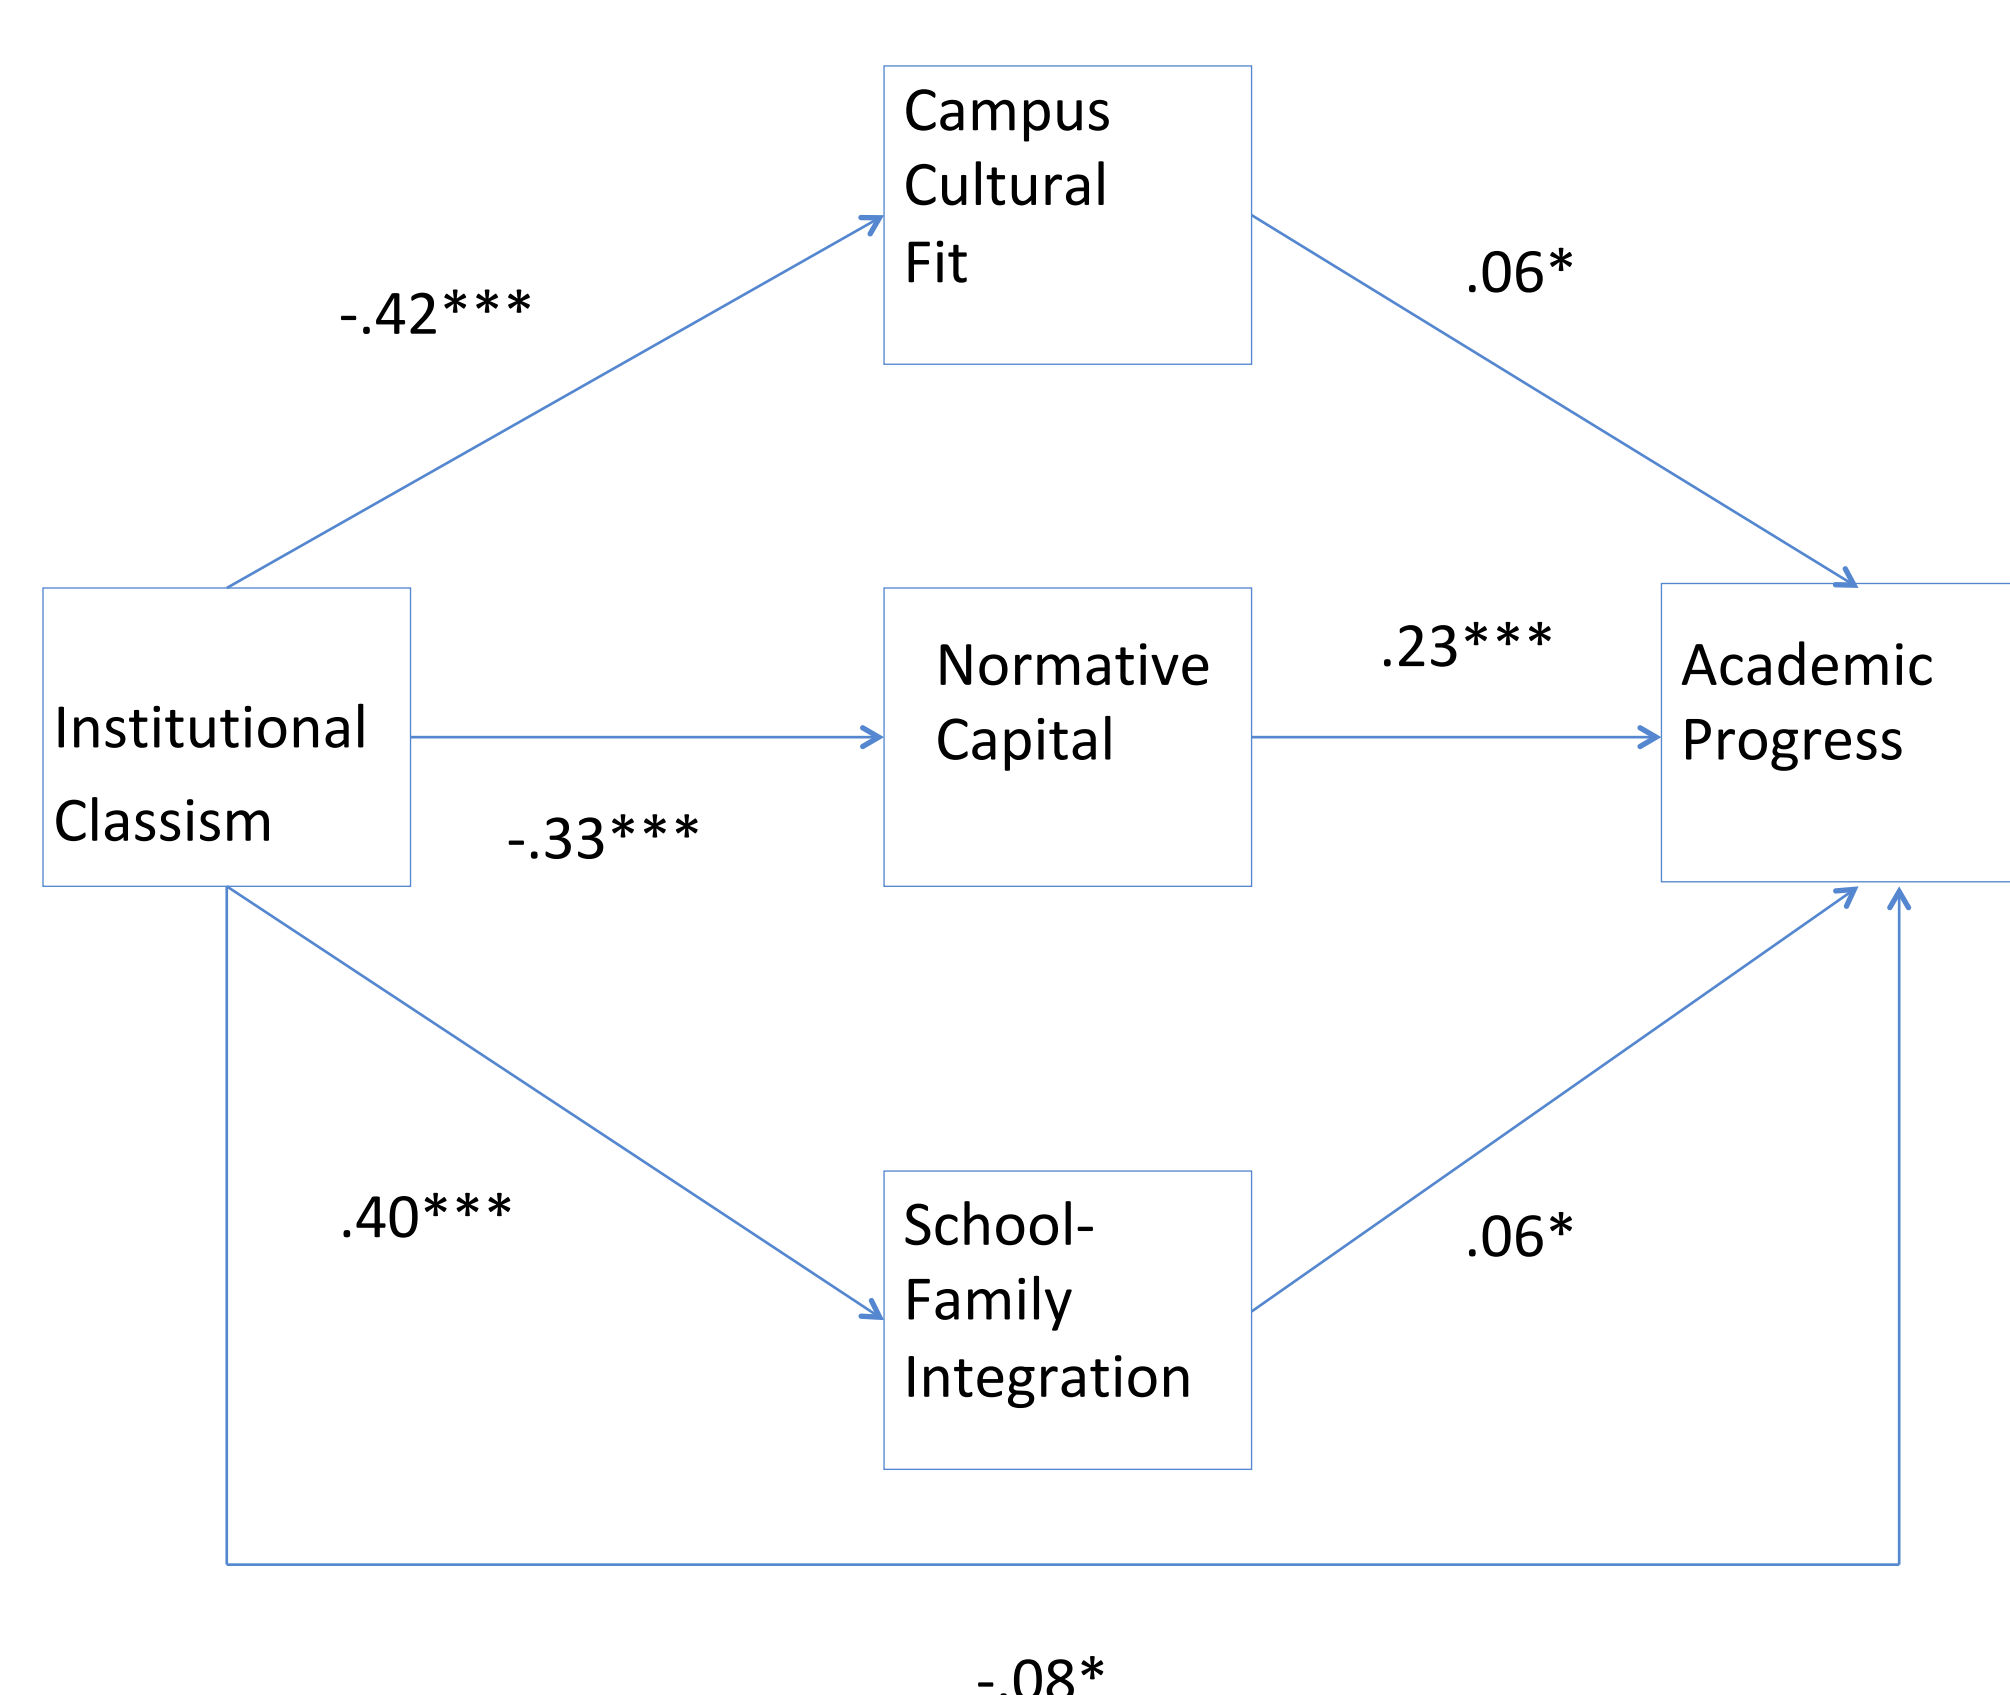 Campus
Cultural
Fit
-.42***
.06*
Institutional
Classism
-.33***
Normative
Capital
.23***
Academic
Progress
.40***
School-
Family
Integration
.06*
-.08*